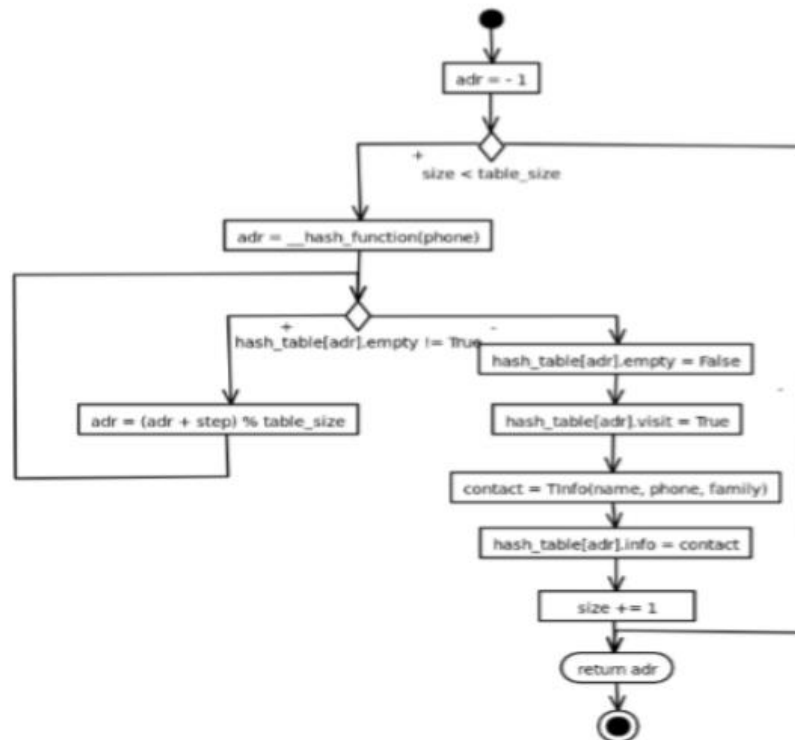 adr = - 1
+
size < table_size
adr = __hash_function(phone)
+
-
hash_table[adr].empty != True
hash_table[adr].empty = False
-
adr = (adr + step) % table_size
hash_table[adr].visit = True
contact = TInfo(name, phone, family)
hash_table[adr].info = contact
size += 1
return adr